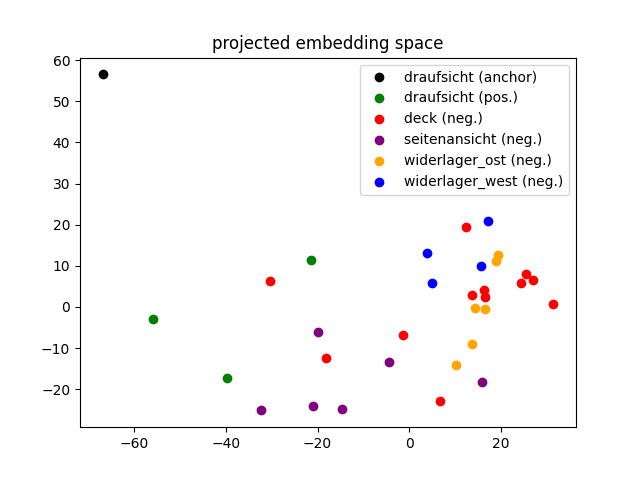 projected embedding space
draufsicht (anchor)
draufsicht (pos.)
deck (neg.)
seitenansicht (neg.)
widerlager_ost (neg.)
widerlager_west (neg.)
60
50
40
30
20
10
0
−10
−20
−60 −40 −20 0 20